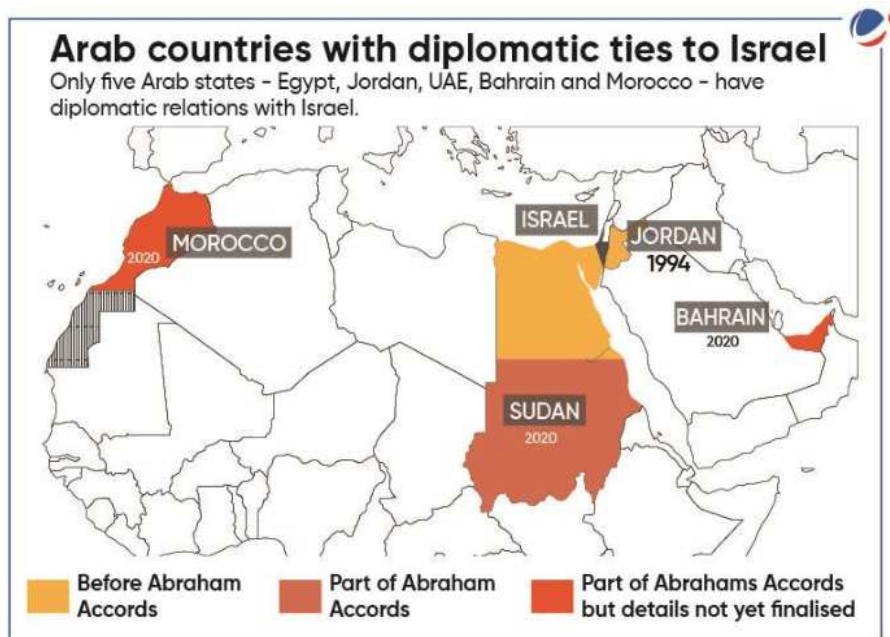 Arab countries with diplomatic ties to Israel
Only five Arab states - Egypt, Jordan, UAE, Bahrain and Morocco - have
diplomatic relations with Israel.
ISRAEL
MOROCCO
2020
JORDAN
1994
BAHRAIN
2020
SUDAN
2020
Before Abraham
Accords
Part of Abraham
Accords
Part of Abrahams Accords
but details not yet finalised